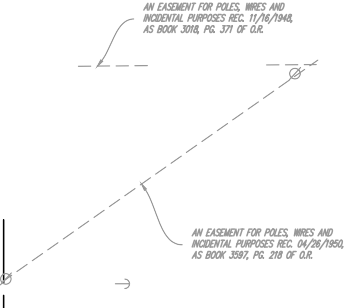 AN EASEMENT FOR POLES, WIRES AND
INCIDENTAL PURPOSES REC. 11/16/1948,
AS BOOK 3018, PG. 371 OF O.R.
AN EASEMENT FOR POLES, WIRES AND
INCIDENTAL PURPOSES REC. 04/26/1950,
AS BOOK 3597, PG. 218 OF O.R.